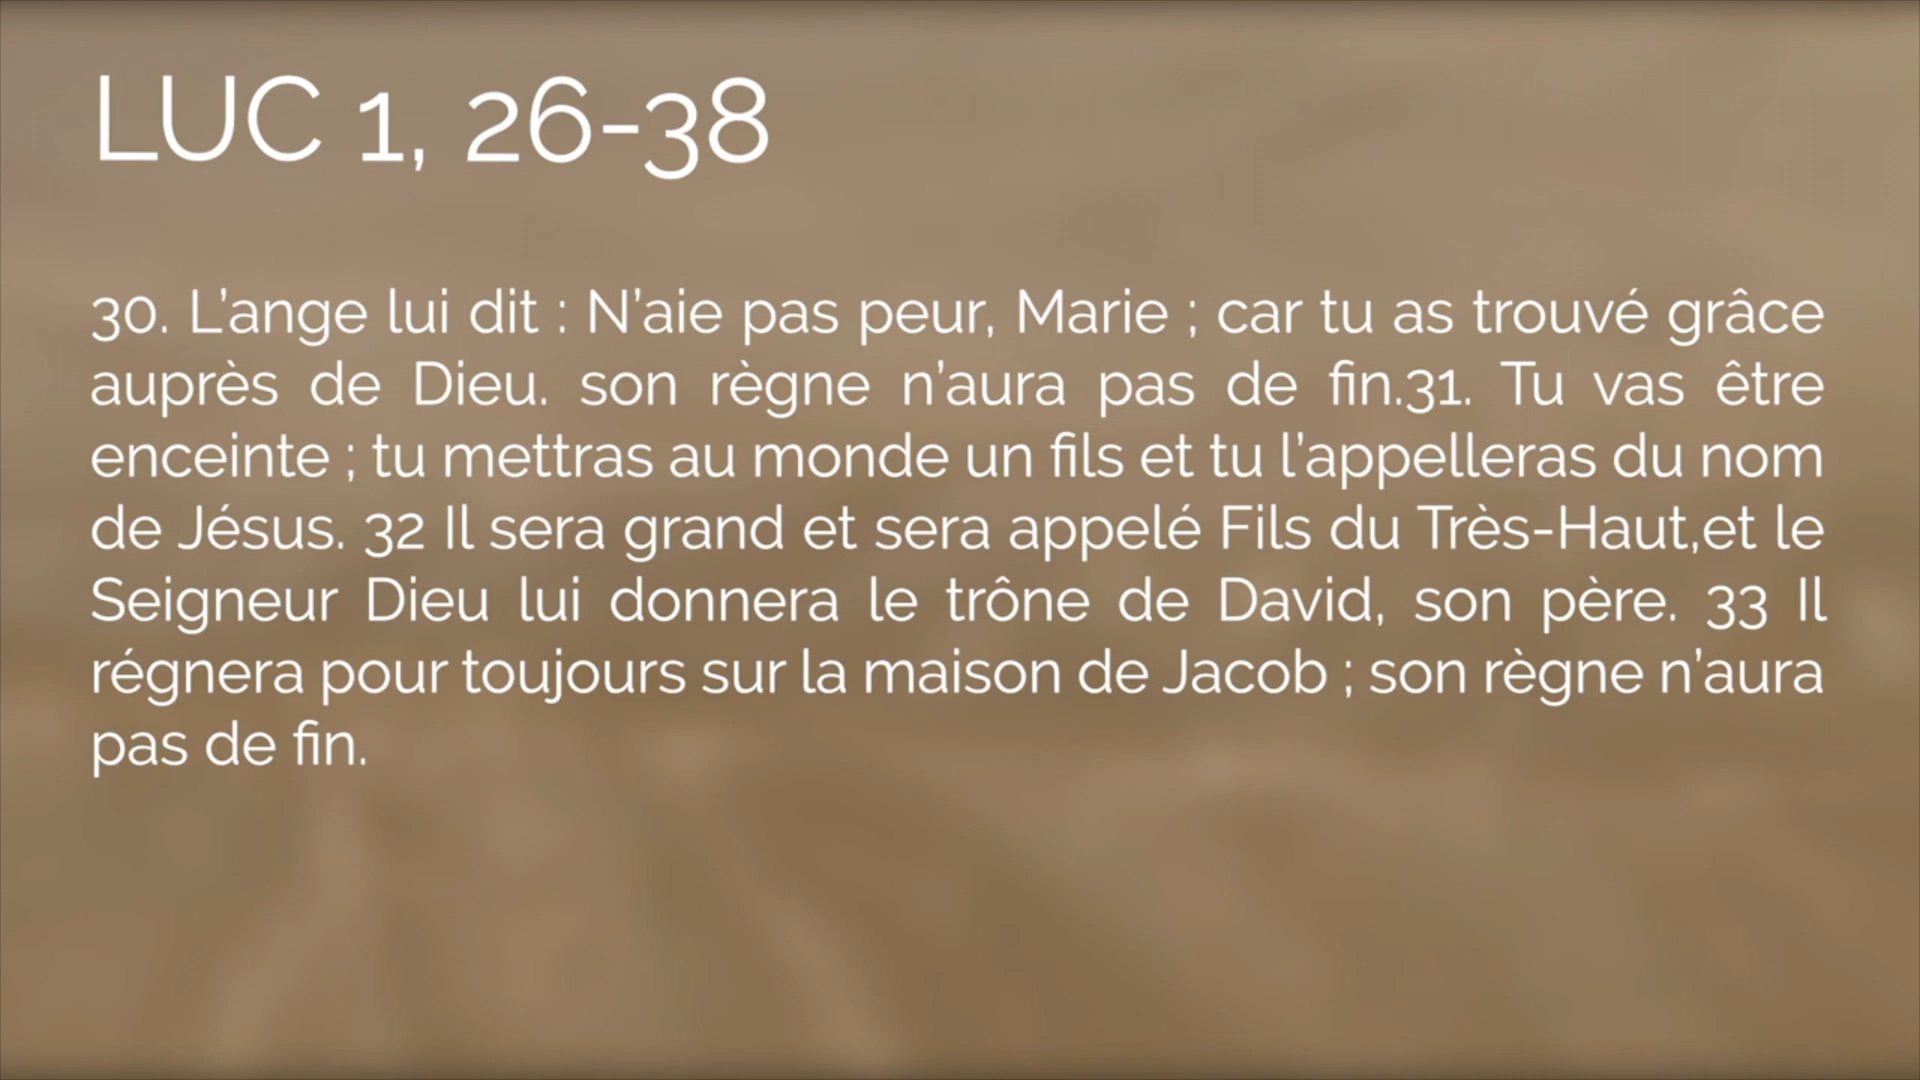 LUC 1, 26-38
30. L’ange lui dit : N’aie pas peur, Marie ; car tu as trouvé grâce
auprès de Dieu. son règne n’aura pas de fin.31. Tu vas être
enceinte ; tu mettras au monde un fils et tu l’appelleras du nom
de Jésus. 32 Il sera grand et sera appelé Fils du Très-Haut,et le
Seigneur Dieu lui donnera le trône de David, son père. 33 Il
régnera pour toujours sur la maison de Jacob ; son règne n’aura
pas de fin.